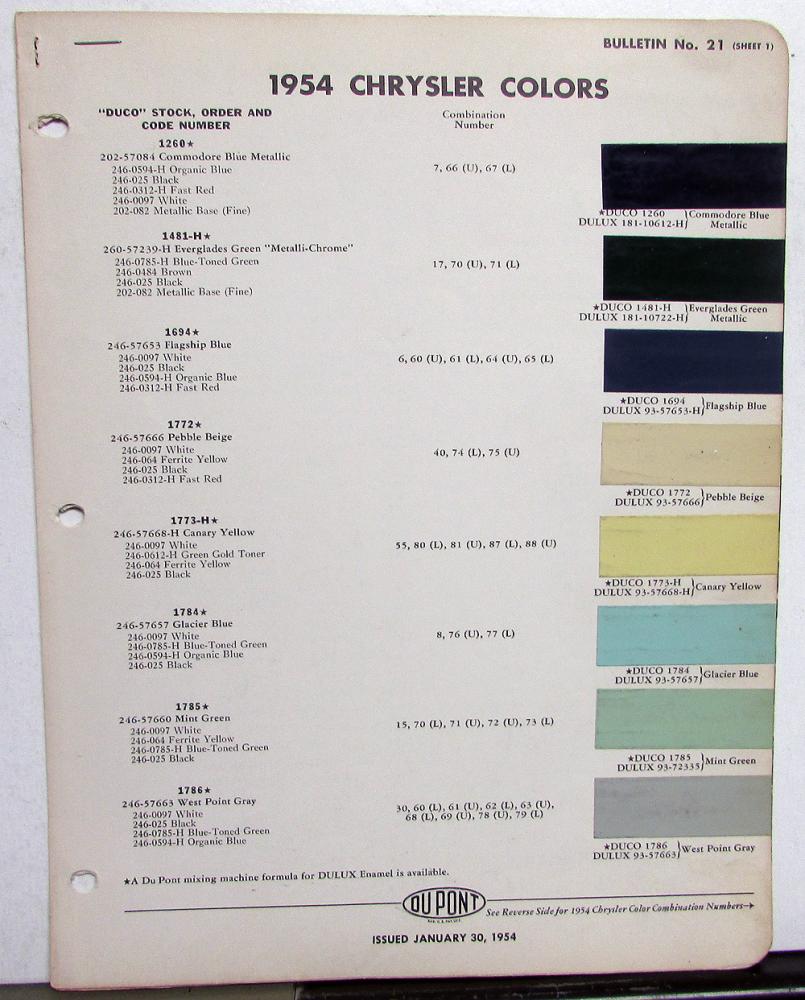 BULLETIN No. 21 (SHEET 1)
1954 CHRYSLER COLORS
"DUCO" STOCK, ORDER AND
CODE NUMBER
Combination
Number
1260★
202-57084 Commodore Blue Metallic
246-0594-H Organic Blue
246-025 Black
246-0312-H Fast Red
246-0097 White
202-082 Metallic Base (Fine)
7, 66 (U), 67 (L)
★DUCO 1260
DULUX 181-10612-H} Commodore Blue
Metallic
1481-H★
260-57239-H Everglades Green "Metalli-Chrome"
246-0785-H Blue-Toned Green
246-0484 Brown
246-025 Black
202-082 Metallic Base (Fine)
17, 70 (U), 71 (L)
★DUCO 1481-H
DULUX 181-10722-H} Everglades Green
Metallic
1694★
246-57653 Flagship Blue
246-0097 White
246-025 Black
246-0594-H Organic Blue
246-0312-H Fast Red
6, 60 (U), 61 (L), 64 (U), 65 (L)
★DUCO 1694
DULUX 93-57653-H} Flagship Blue
1772★
246-57666 Pebble Beige
246-0097 White
246-064 Ferrite Yellow
246-025 Black
246-0312-H Fast Red
40, 74 (L), 75 (U)
★DUCO 1772
DULUX 93-57666} Pebble Beige
1773-H★
246-57668-H Canary Yellow
246-0097 White
246-0612-H Green Gold Toner
246-064 Ferrite Yellow
246-025 Black
55, 80 (L), 81 (U), 87 (L), 88 (U)
★DUCO 1773-H
DULUX 93-57668-H} Canary Yellow
1784★
246-57657 Glacier Blue
246-0097 White
246-0785-H Blue-Toned Green
246-0594-H Organic Blue
246-025 Black
8, 76 (U), 77 (L)
★DUCO 1784
DULUX 93-57657} Glacier Blue
1785★
246-57660 Mint Green
246-0097 White
246-064 Ferrite Yellow
246-0785-H Blue-Toned Green
246-025 Black
15, 70 (L), 71 (U), 72 (U), 73 (L)
★DUCO 1785
DULUX 93-72335} Mint Green
1786★
246-57663 West Point Gray
246-0097 White
246-025 Black
246-0785-H Blue-Toned Green
246-0594-H Organic Blue
30, 60 (L), 61 (U), 62 (L), 63 (U),
68 (L), 69 (U), 78 (U), 79 (L)
★DUCO 1786
DULUX 93-57663} West Point Gray
★A Du Pont mixing machine formula for DULUX Enamel is available.
DU PONT
See Reverse Side for 1954 Chrysler Color Combination Numbers→
ISSUED JANUARY 30, 1954